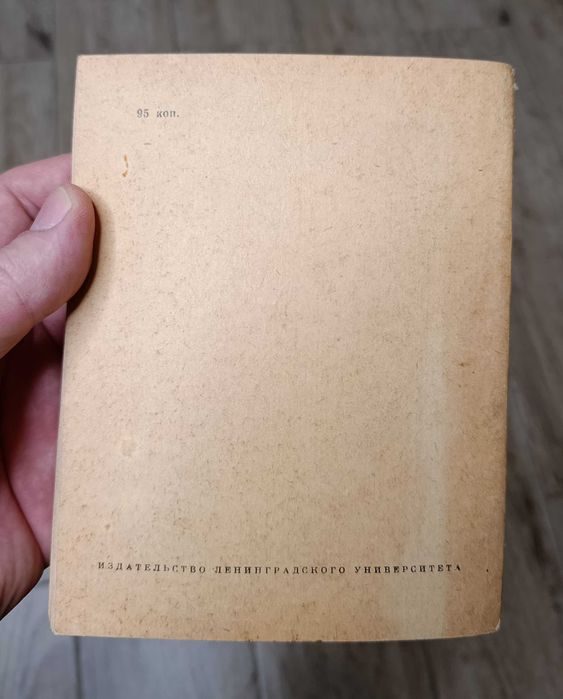 95 коп.
ИЗДАТЕЛЬСТВО ЛЕНИНГРАДСКОГО УНИВЕРСИТЕТА